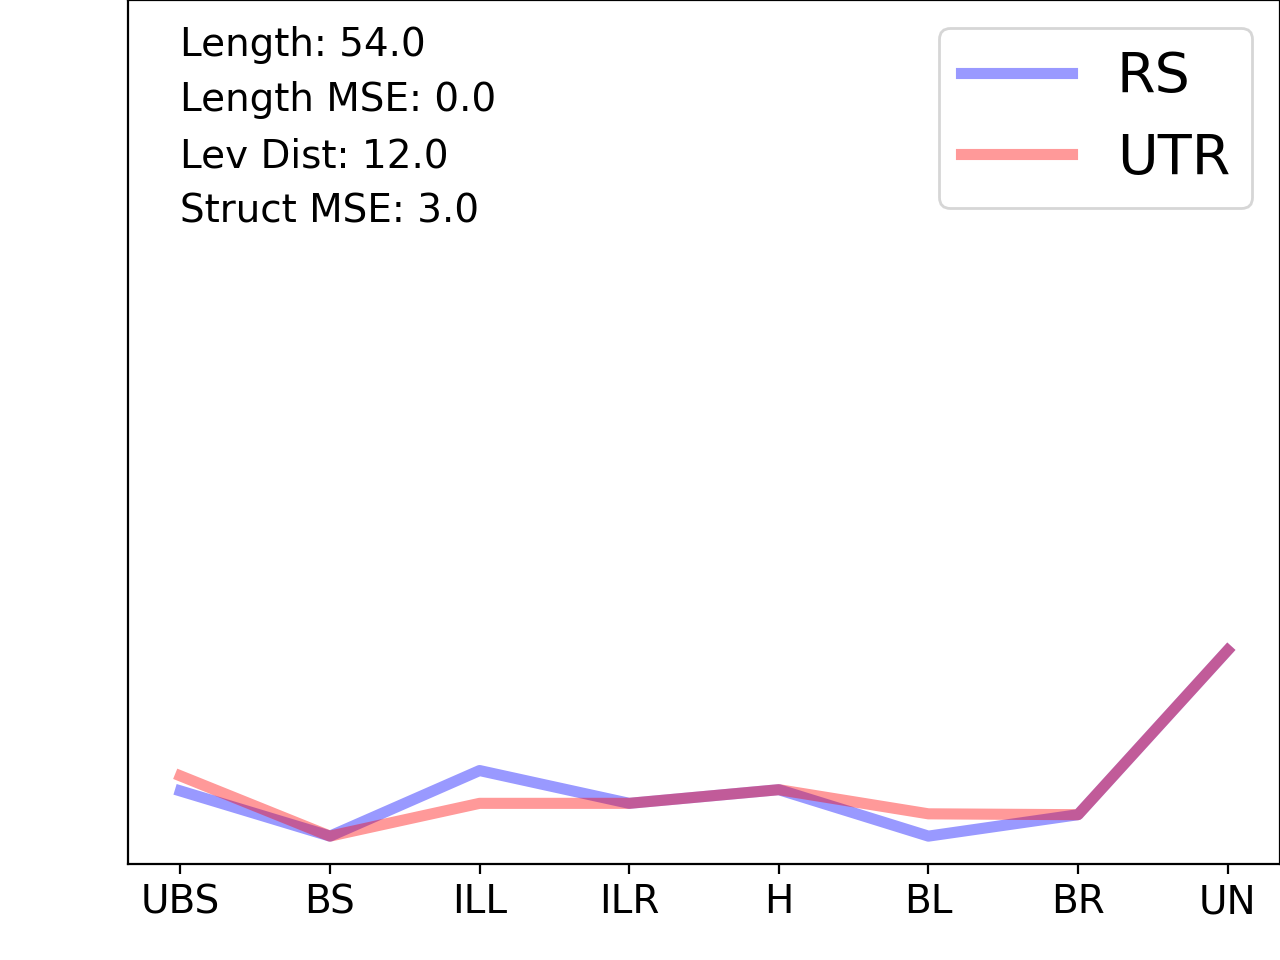 Length: 54.0
Length MSE: 0.0
Lev Dist: 12.0
Struct MSE: 3.0
RS
UTR
UBS BS ILL ILR H BL BR UN